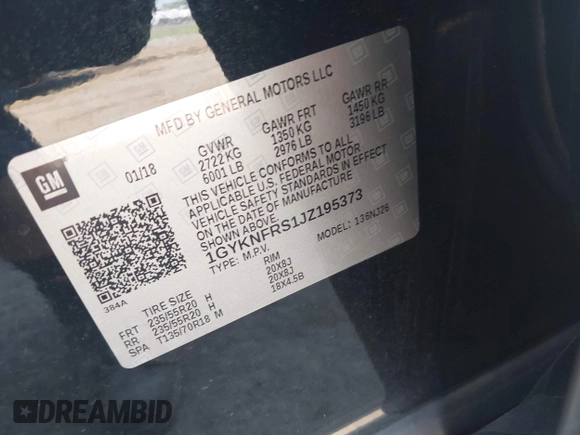 MFD BY GENERAL MOTORS LLC
GM
01/18
GVWR
2722 KG
6001 LB
GAWR FRT
1350 KG
2976 LB
GAWR RR
1450 KG
3196 LB
THIS VEHICLE CONFORMS TO ALL
APPLICABLE U.S. FEDERAL MOTOR
VEHICLE SAFETY STANDARDS IN EFFECT
ON THE DATE OF MANUFACTURE
SHOWN ABOVE.
1GYKNFRS1JZ195373
TYPE: M.P.V.
MODEL: 136NJ26
384A
TIRE SIZE
RIM
FRT 235/55R20 H 20X8J
RR 235/55R20 H 20X8J
SPA T135/70R18 M 18X4.5B
DREAMBID